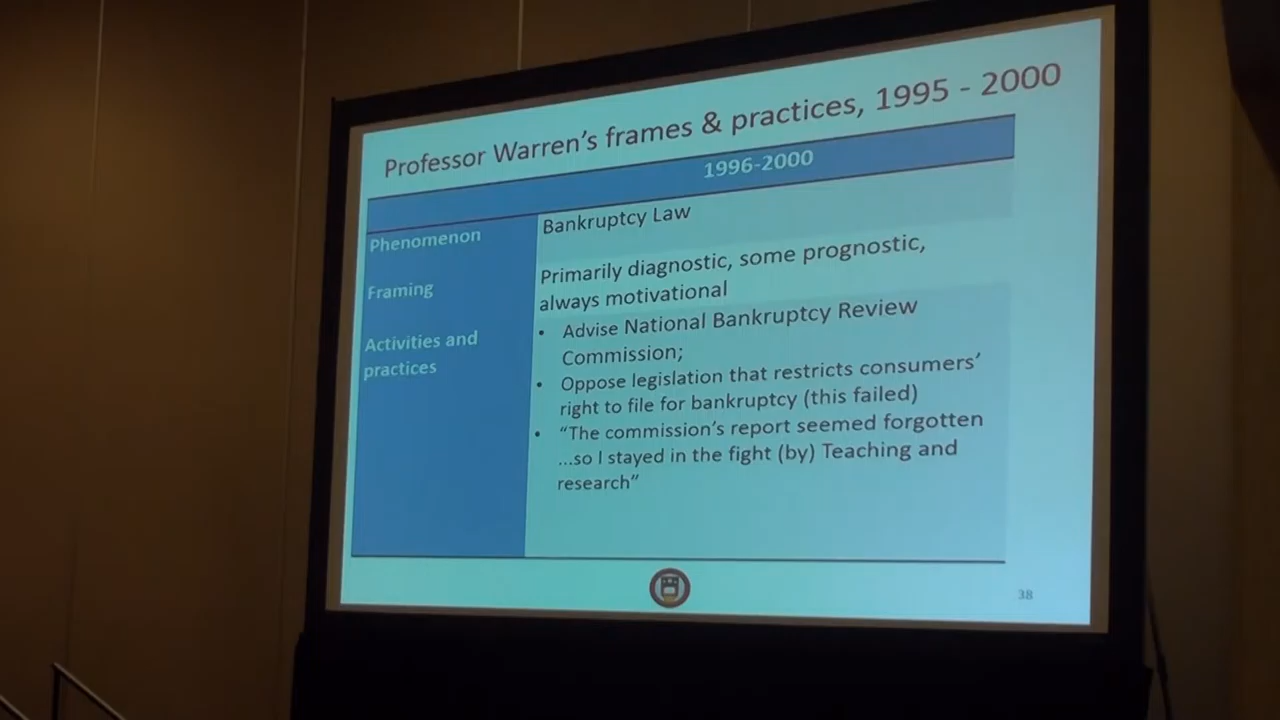 Professor Warren's frames & practices, 1995 - 2000
1996-2000
Phenomenon
Bankruptcy Law
Framing
Primarily diagnostic, some prognostic,
always motivational
Activities and
practices
• Advise National Bankruptcy Review
Commission;
• Oppose legislation that restricts consumers'
right to file for bankruptcy (this failed)
• “The commission's report seemed forgotten
...so I stayed in the fight (by) Teaching and
research”
38